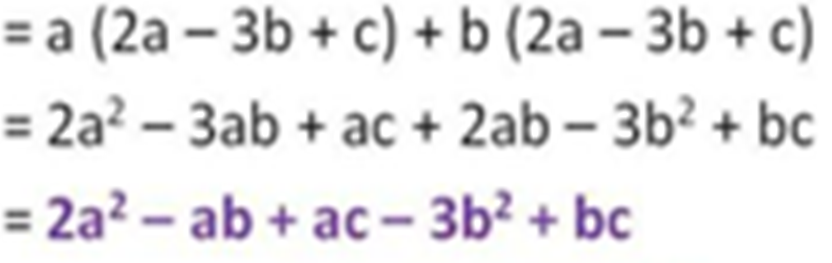 = a (2a – 3b + c) + b (2a – 3b + c)
= 2a² – 3ab + ac + 2ab – 3b² + bc
= 2a² – ab + ac – 3b² + bc